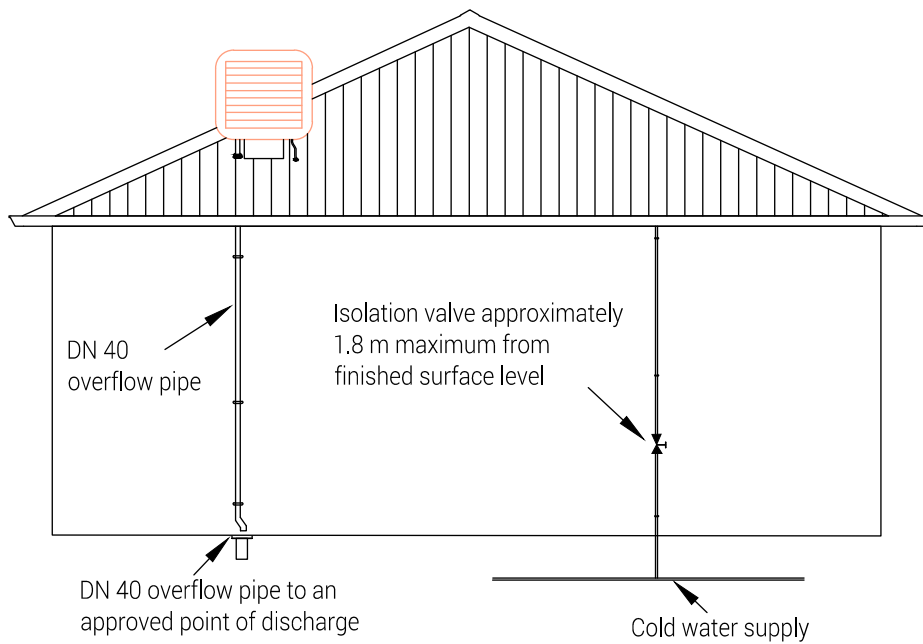 Isolation valve approximately
1.8 m maximum from
finished surface level
DN 40
overflow pipe
DN 40 overflow pipe to an
approved point of discharge
Cold water supply